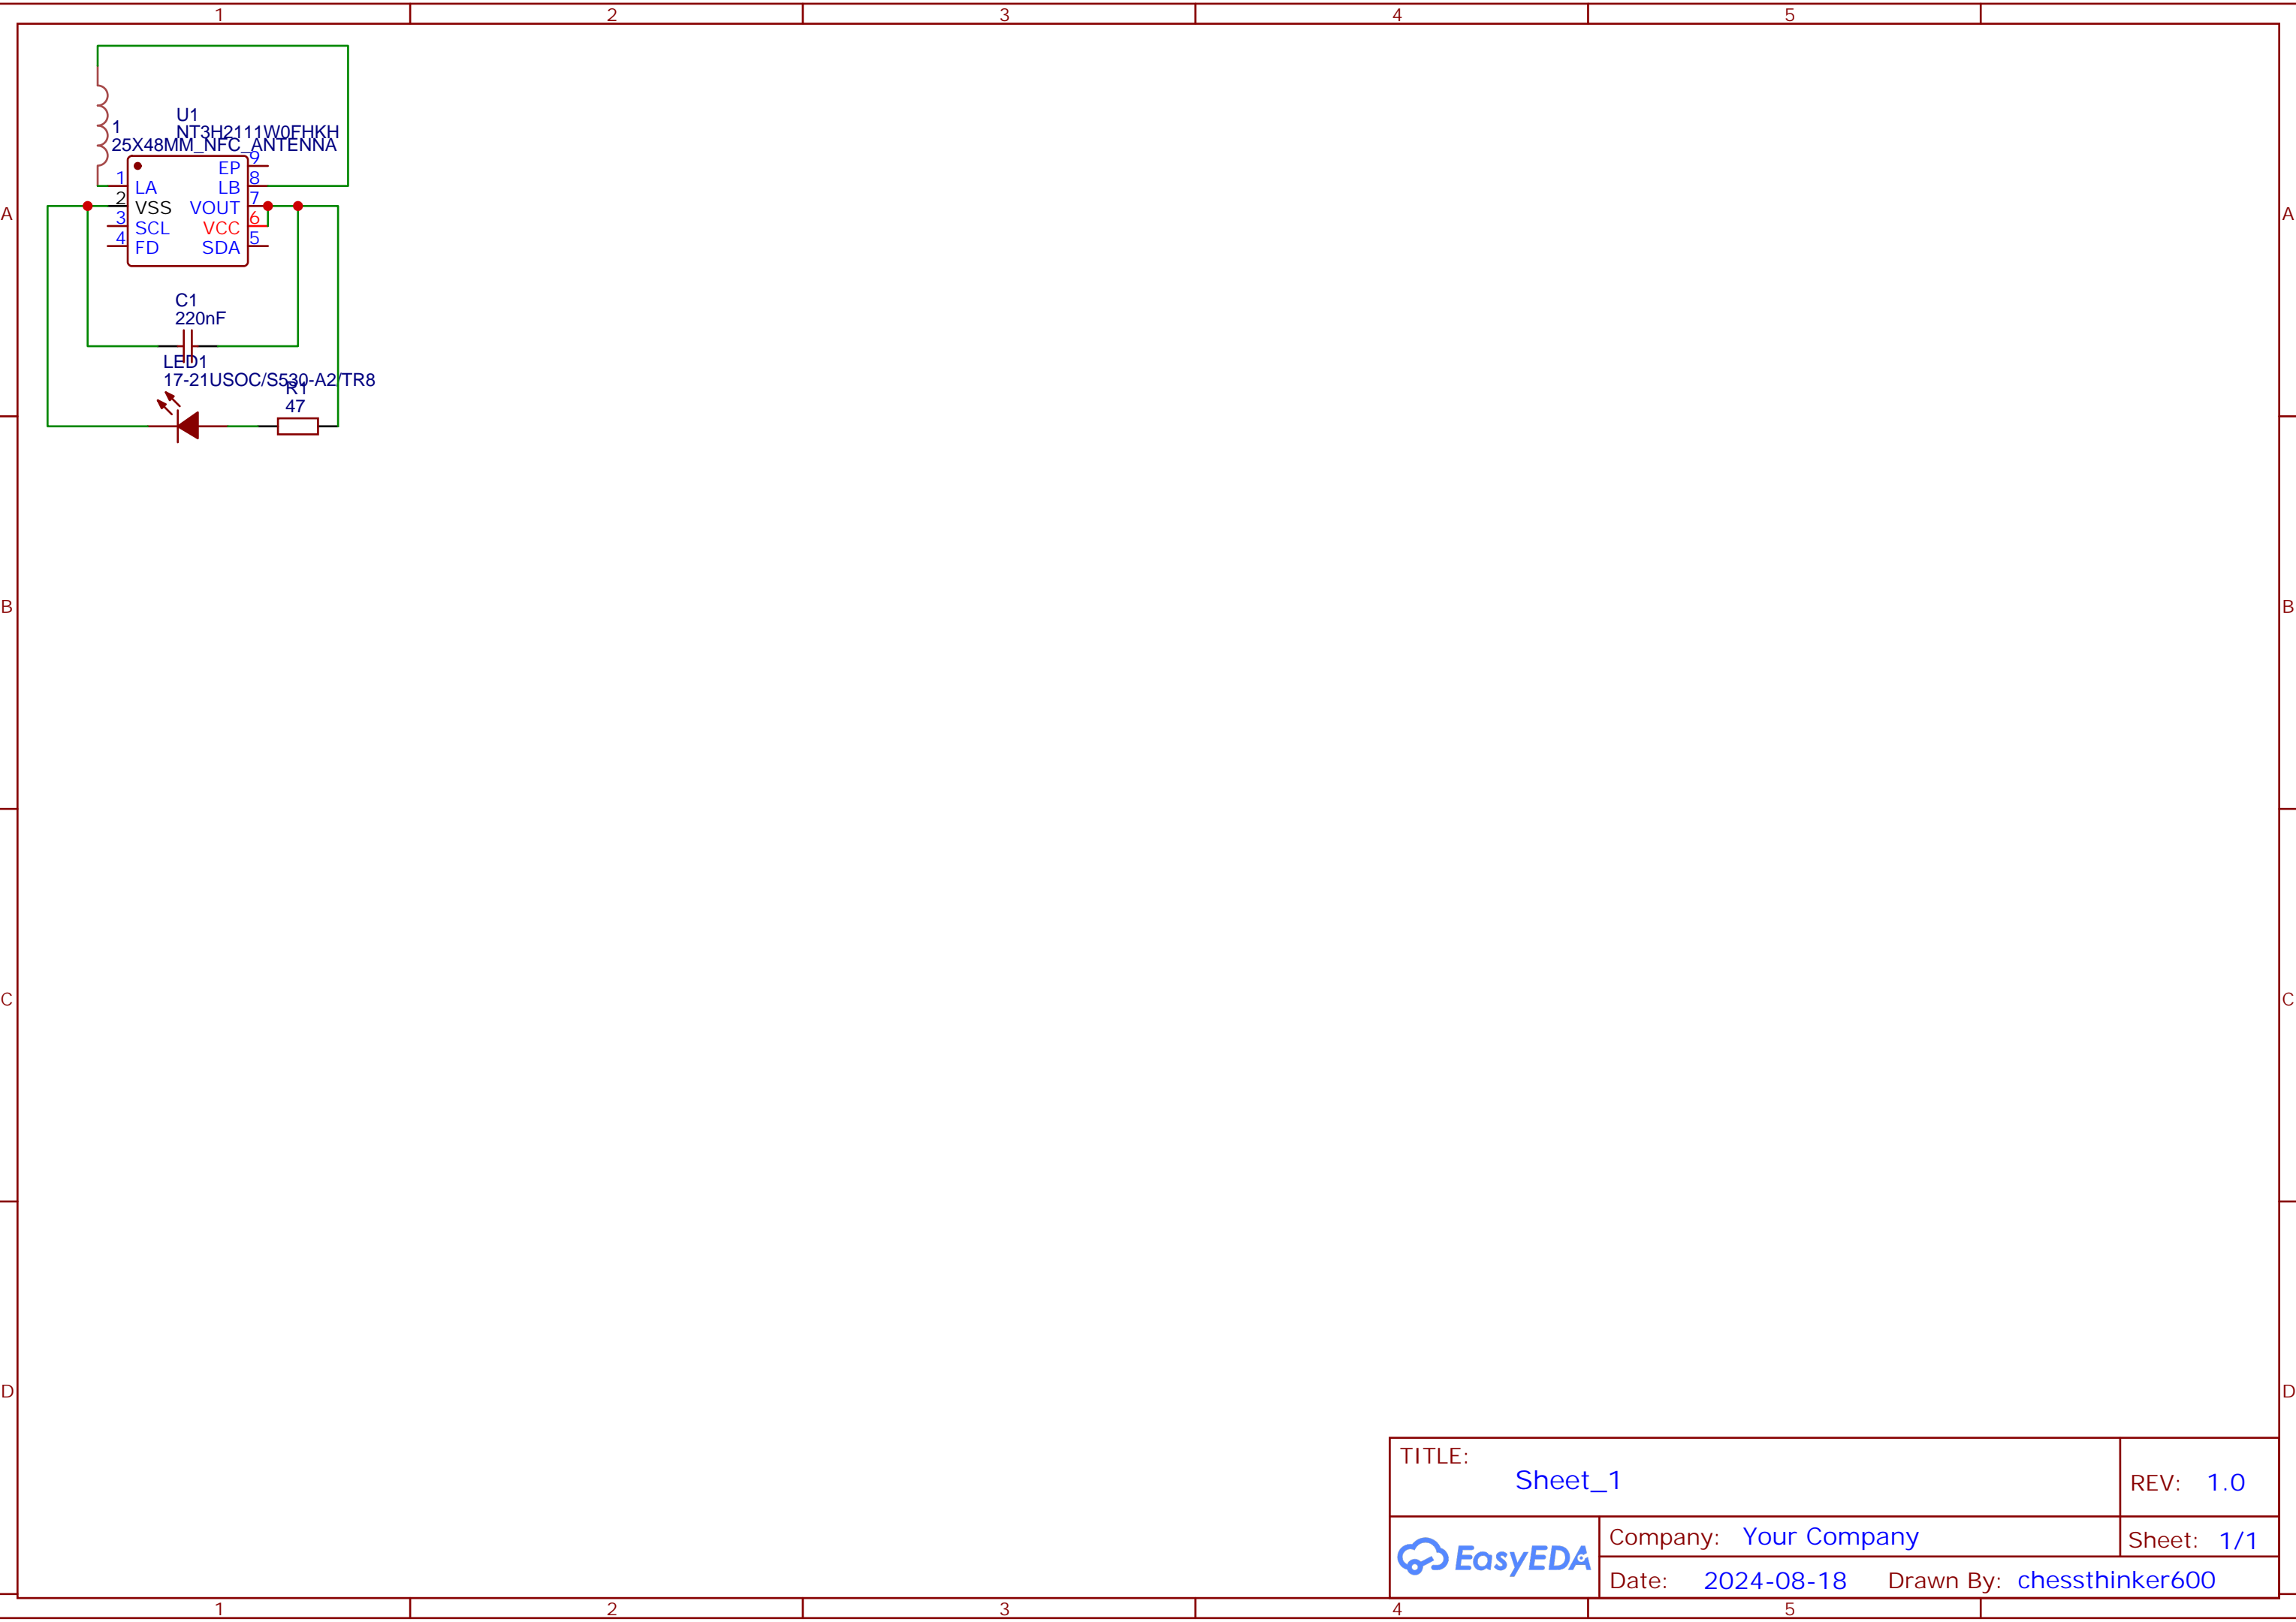 1 2 3 4 5
U1
NT3H2111W0FHKH
1
25X48MM_NFC_ANTENNA
EP 9
1 LA LB 8
2 VSS VOUT 7
3 SCL VCC 6
4 FD SDA 5
A A
C1
220nF
LED1
17-21USOC/S530-A2/TR8
R1
47
B B
C C
D D
TITLE:
Sheet_1
REV: 1.0
EasyEDA
Company: Your Company
Sheet: 1/1
Date: 2024-08-18 Drawn By: chessthinker600
1 2 3 4 5